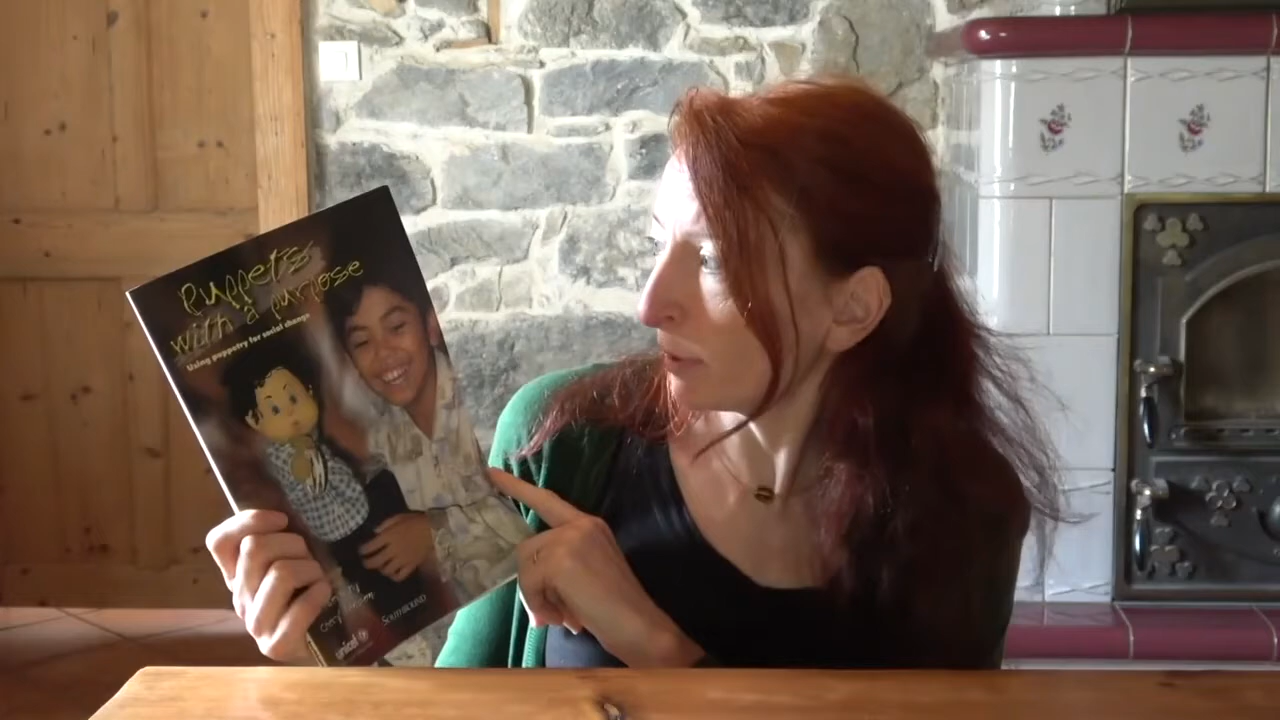 puppets
with a purpose
Using puppetry for social change
unicef
SOUTHBOUND